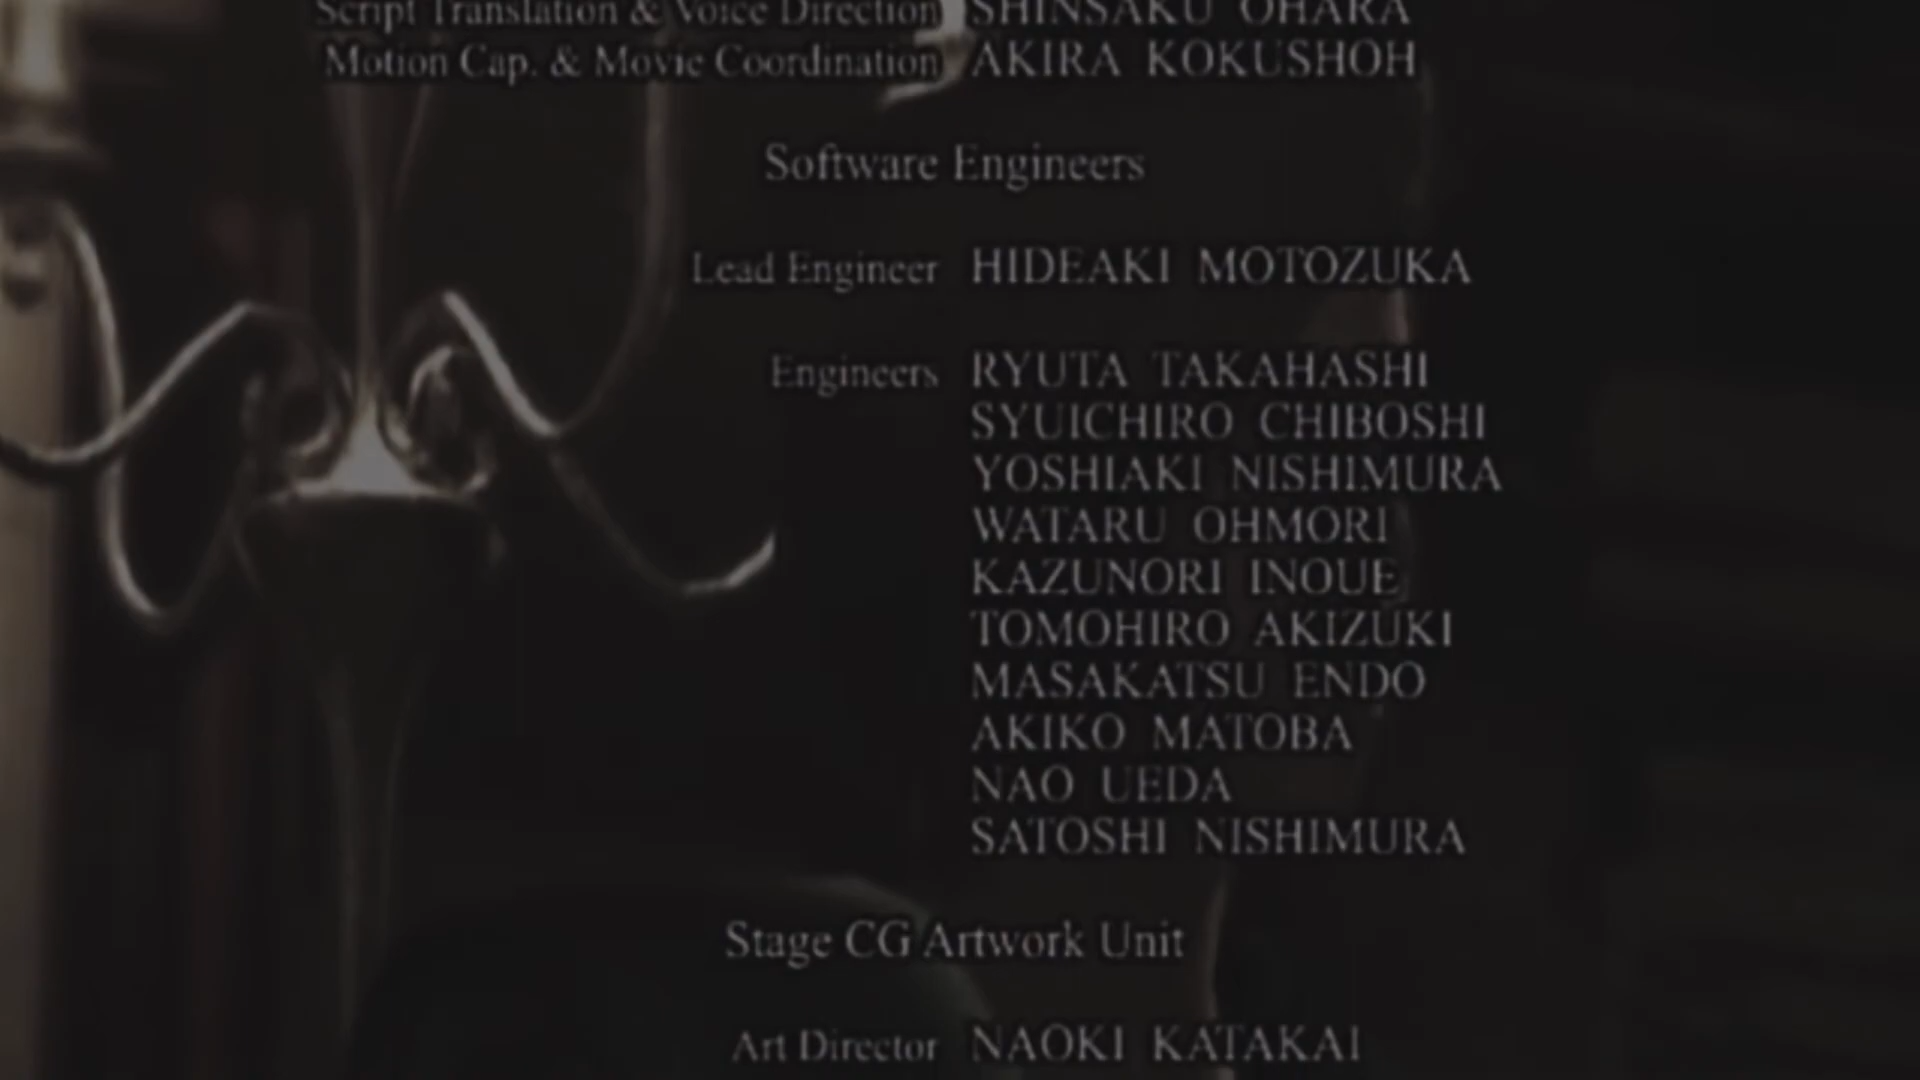 Script Translation & Voice Direction SHINSAKU OHARA
Motion Cap. & Movie Coordination AKIRA KOKUSHOH
Software Engineers
Lead Engineer HIDEAKI MOTOZUKA
Engineers RYUTA TAKAHASHI
SYUICHIRO CHIBOSHI
YOSHIAKI NISHIMURA
WATARU OHMORI
KAZUNORI INOUE
TOMOHIRO AKIZUKI
MASAKATSU ENDO
AKIKO MATOBA
NAO UEDA
SATOSHI NISHIMURA
Stage CG Artwork Unit
Art Director NAOKI KATAKAI